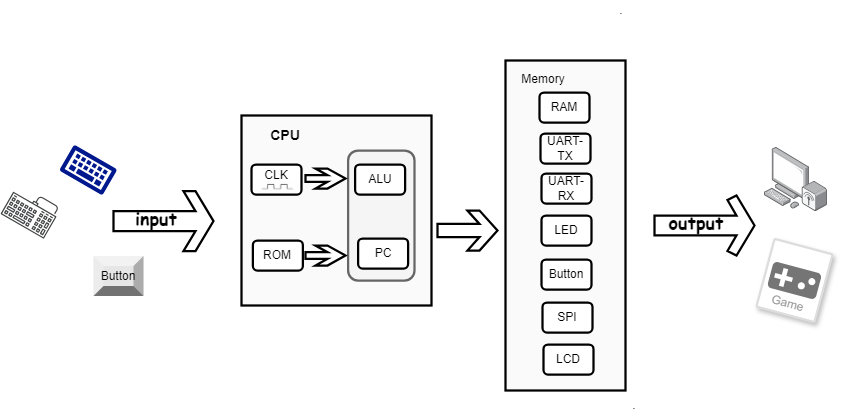 Memory
RAM
CPU
UART-
TX
CLK
ALU
UART-
RX
input
LED
output
ROM
PC
Button
Button
Game
SPI
LCD